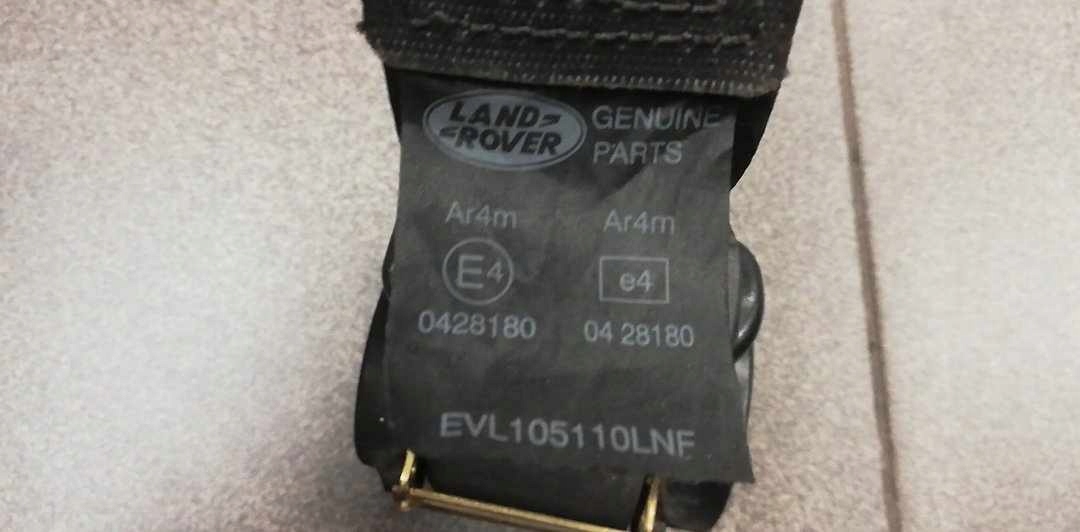 LAND ROVER
GENUINE PARTS
Ar4m Ar4m
E4 e4
0428180 04 28180
EVL105110LNF